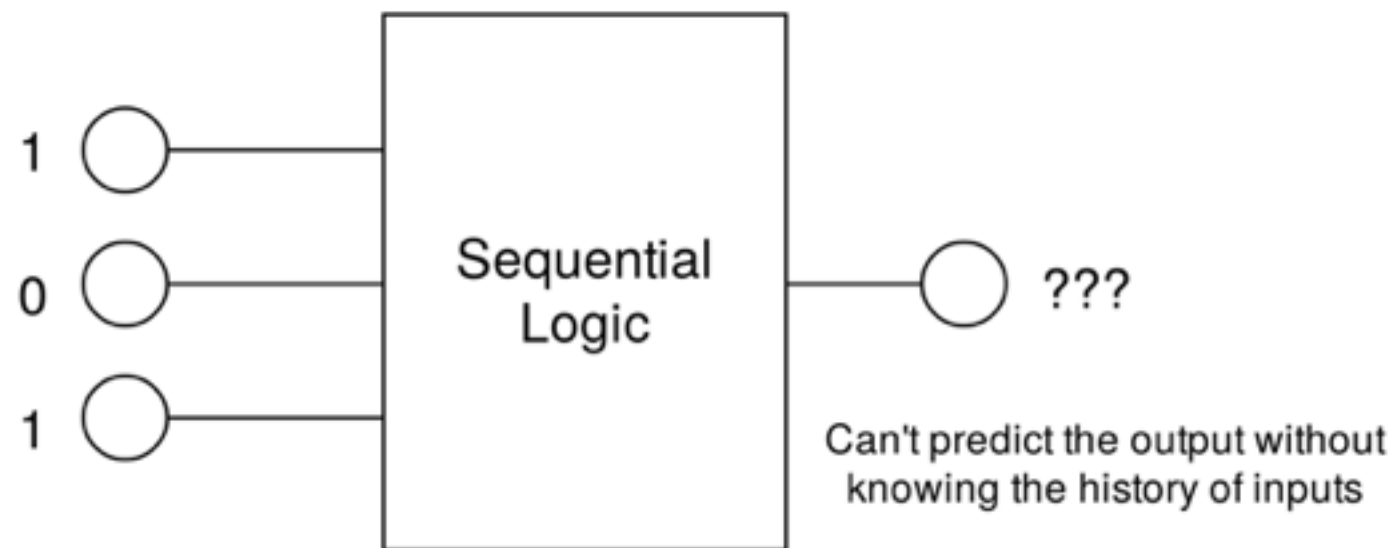 1
0
1
Sequential
Logic
???
Can't predict the output without
knowing the history of inputs